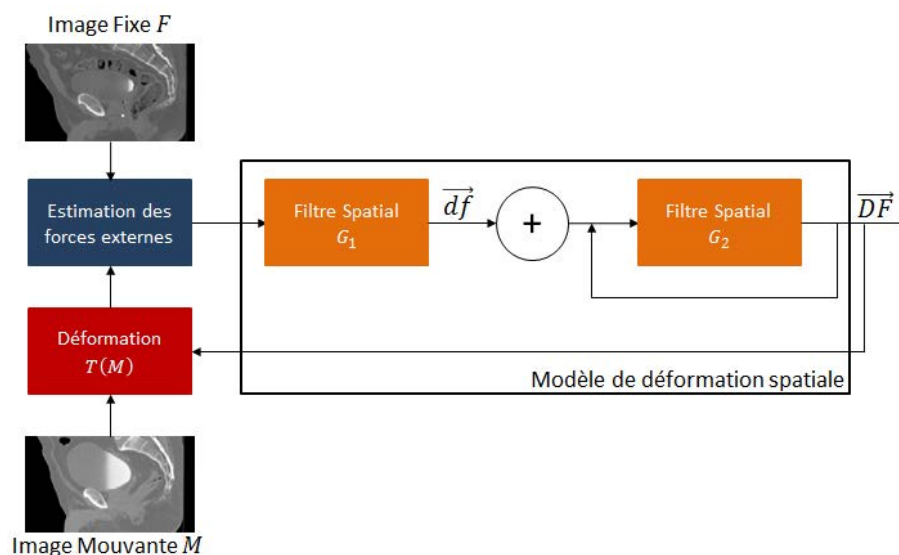 Image Fixe F
Estimation des
forces externes
Filtre Spatial
G₁
df
+
Filtre Spatial
G₂
DF
Déformation
T(M)
Modèle de déformation spatiale
Image Mouvante M